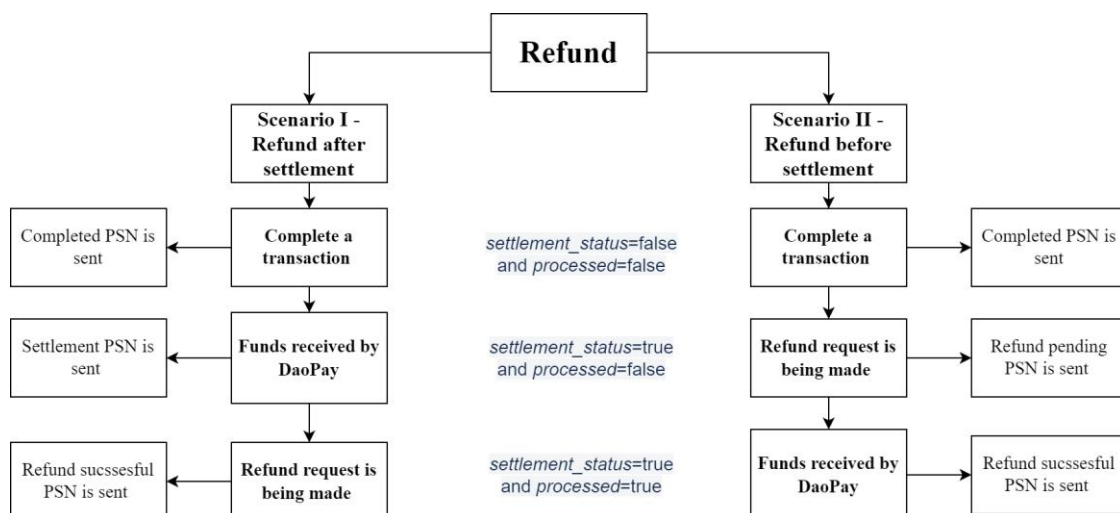 Refund
Scenario I -
Refund after
settlement
Scenario II -
Refund before
settlement
Completed PSN is
sent
Complete a
transaction
settlement_status=false
and processed=false
Complete a
transaction
Completed PSN is
sent
Settlement PSN is
sent
Funds received by
DaoPay
settlement_status=true
and processed=false
Refund request is
being made
Refund pending
PSN is sent
Refund sucssesful
PSN is sent
Refund request is
being made
settlement_status=true
and processed=true
Funds received by
DaoPay
Refund sucssesful
PSN is sent